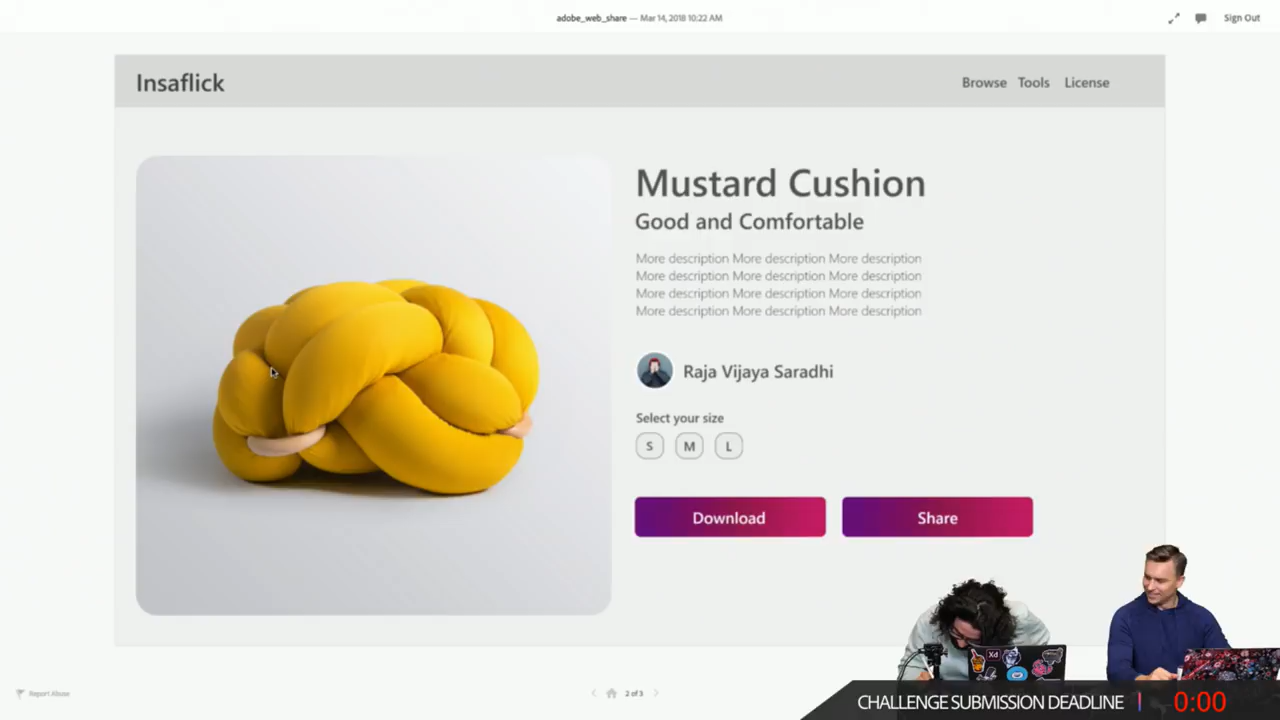 adobe_web_share — Mar 14, 2018 10:22 AM
Sign Out
Insaflick
Browse Tools License
Mustard Cushion
Good and Comfortable
More description More description More description
More description More description More description
More description More description More description
More description More description More description
Raja Vijaya Saradhi
Select your size
S M L
Download
Share
Xd
Report Abuse
2 of 3
CHALLENGE SUBMISSION DEADLINE
0:00